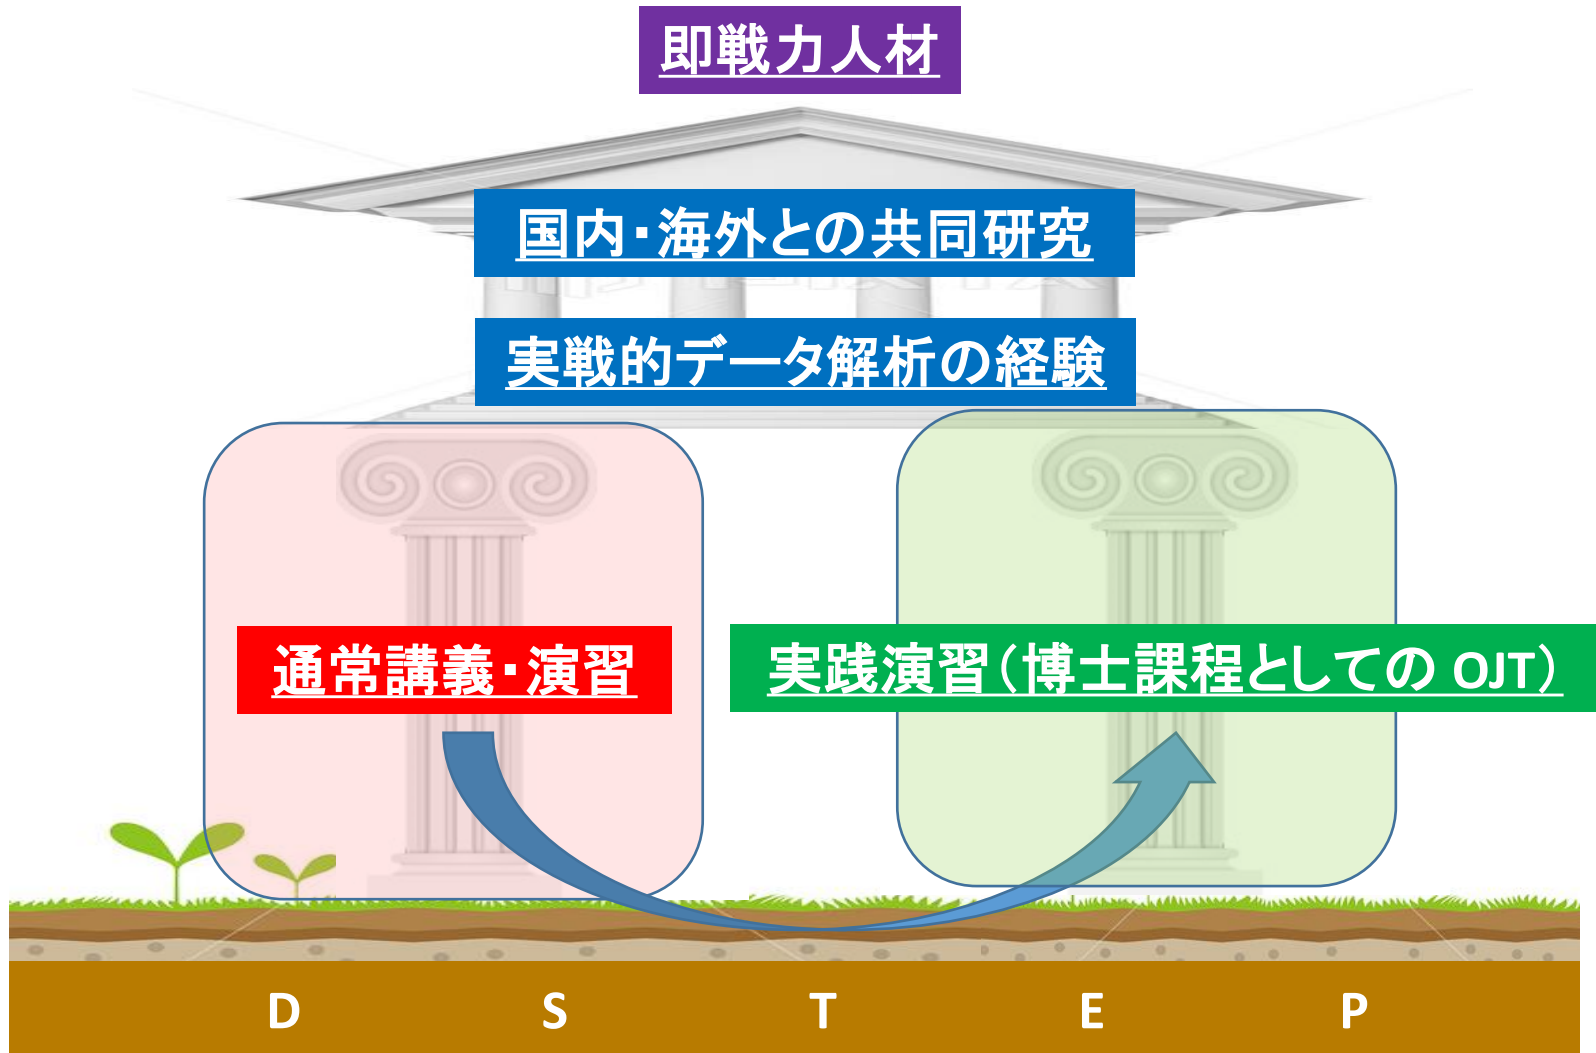 即戦力人材
国内・海外との共同研究
実戦的データ解析の経験
通常講義・演習
実践演習（博士課程としての OJT）
D S T E P